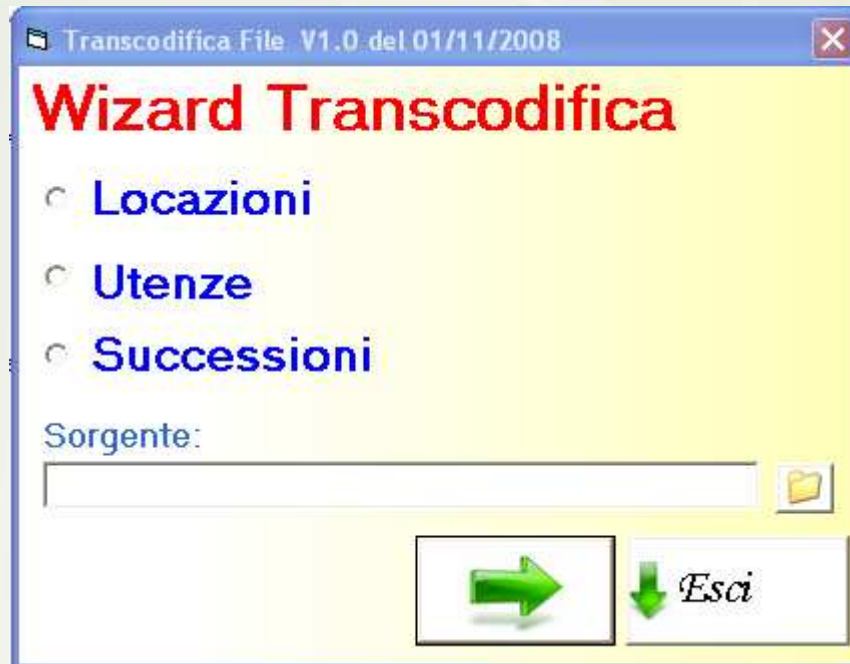 Transcodifica File V1.0 del 01/11/2008
Wizard Transcodifica
Locazioni
Utenze
Successioni
Sorgente:
Esci